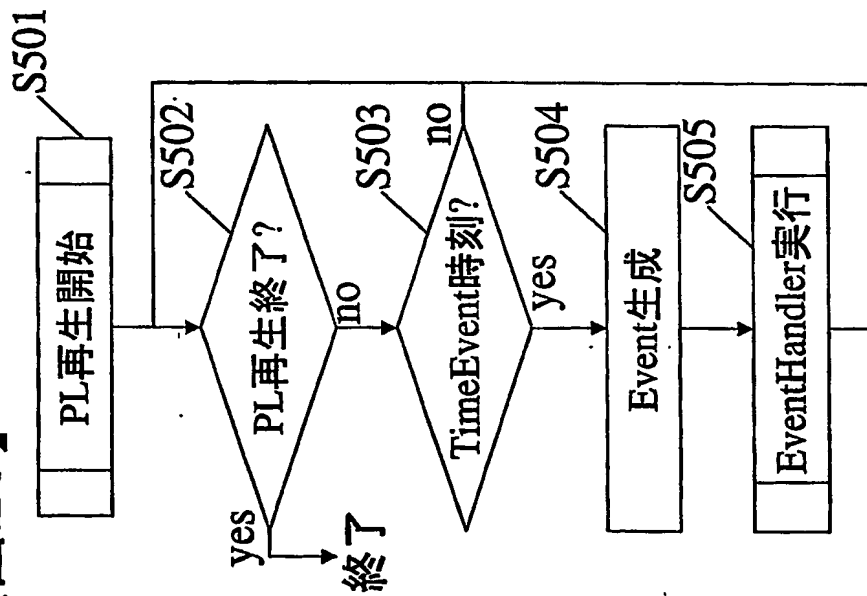 S501
PL再生開始
S502
PL再生終了?
yes
終了
no
S503
TimeEvent時刻?
no
yes
S504
Event生成
S505
EventHandler実行